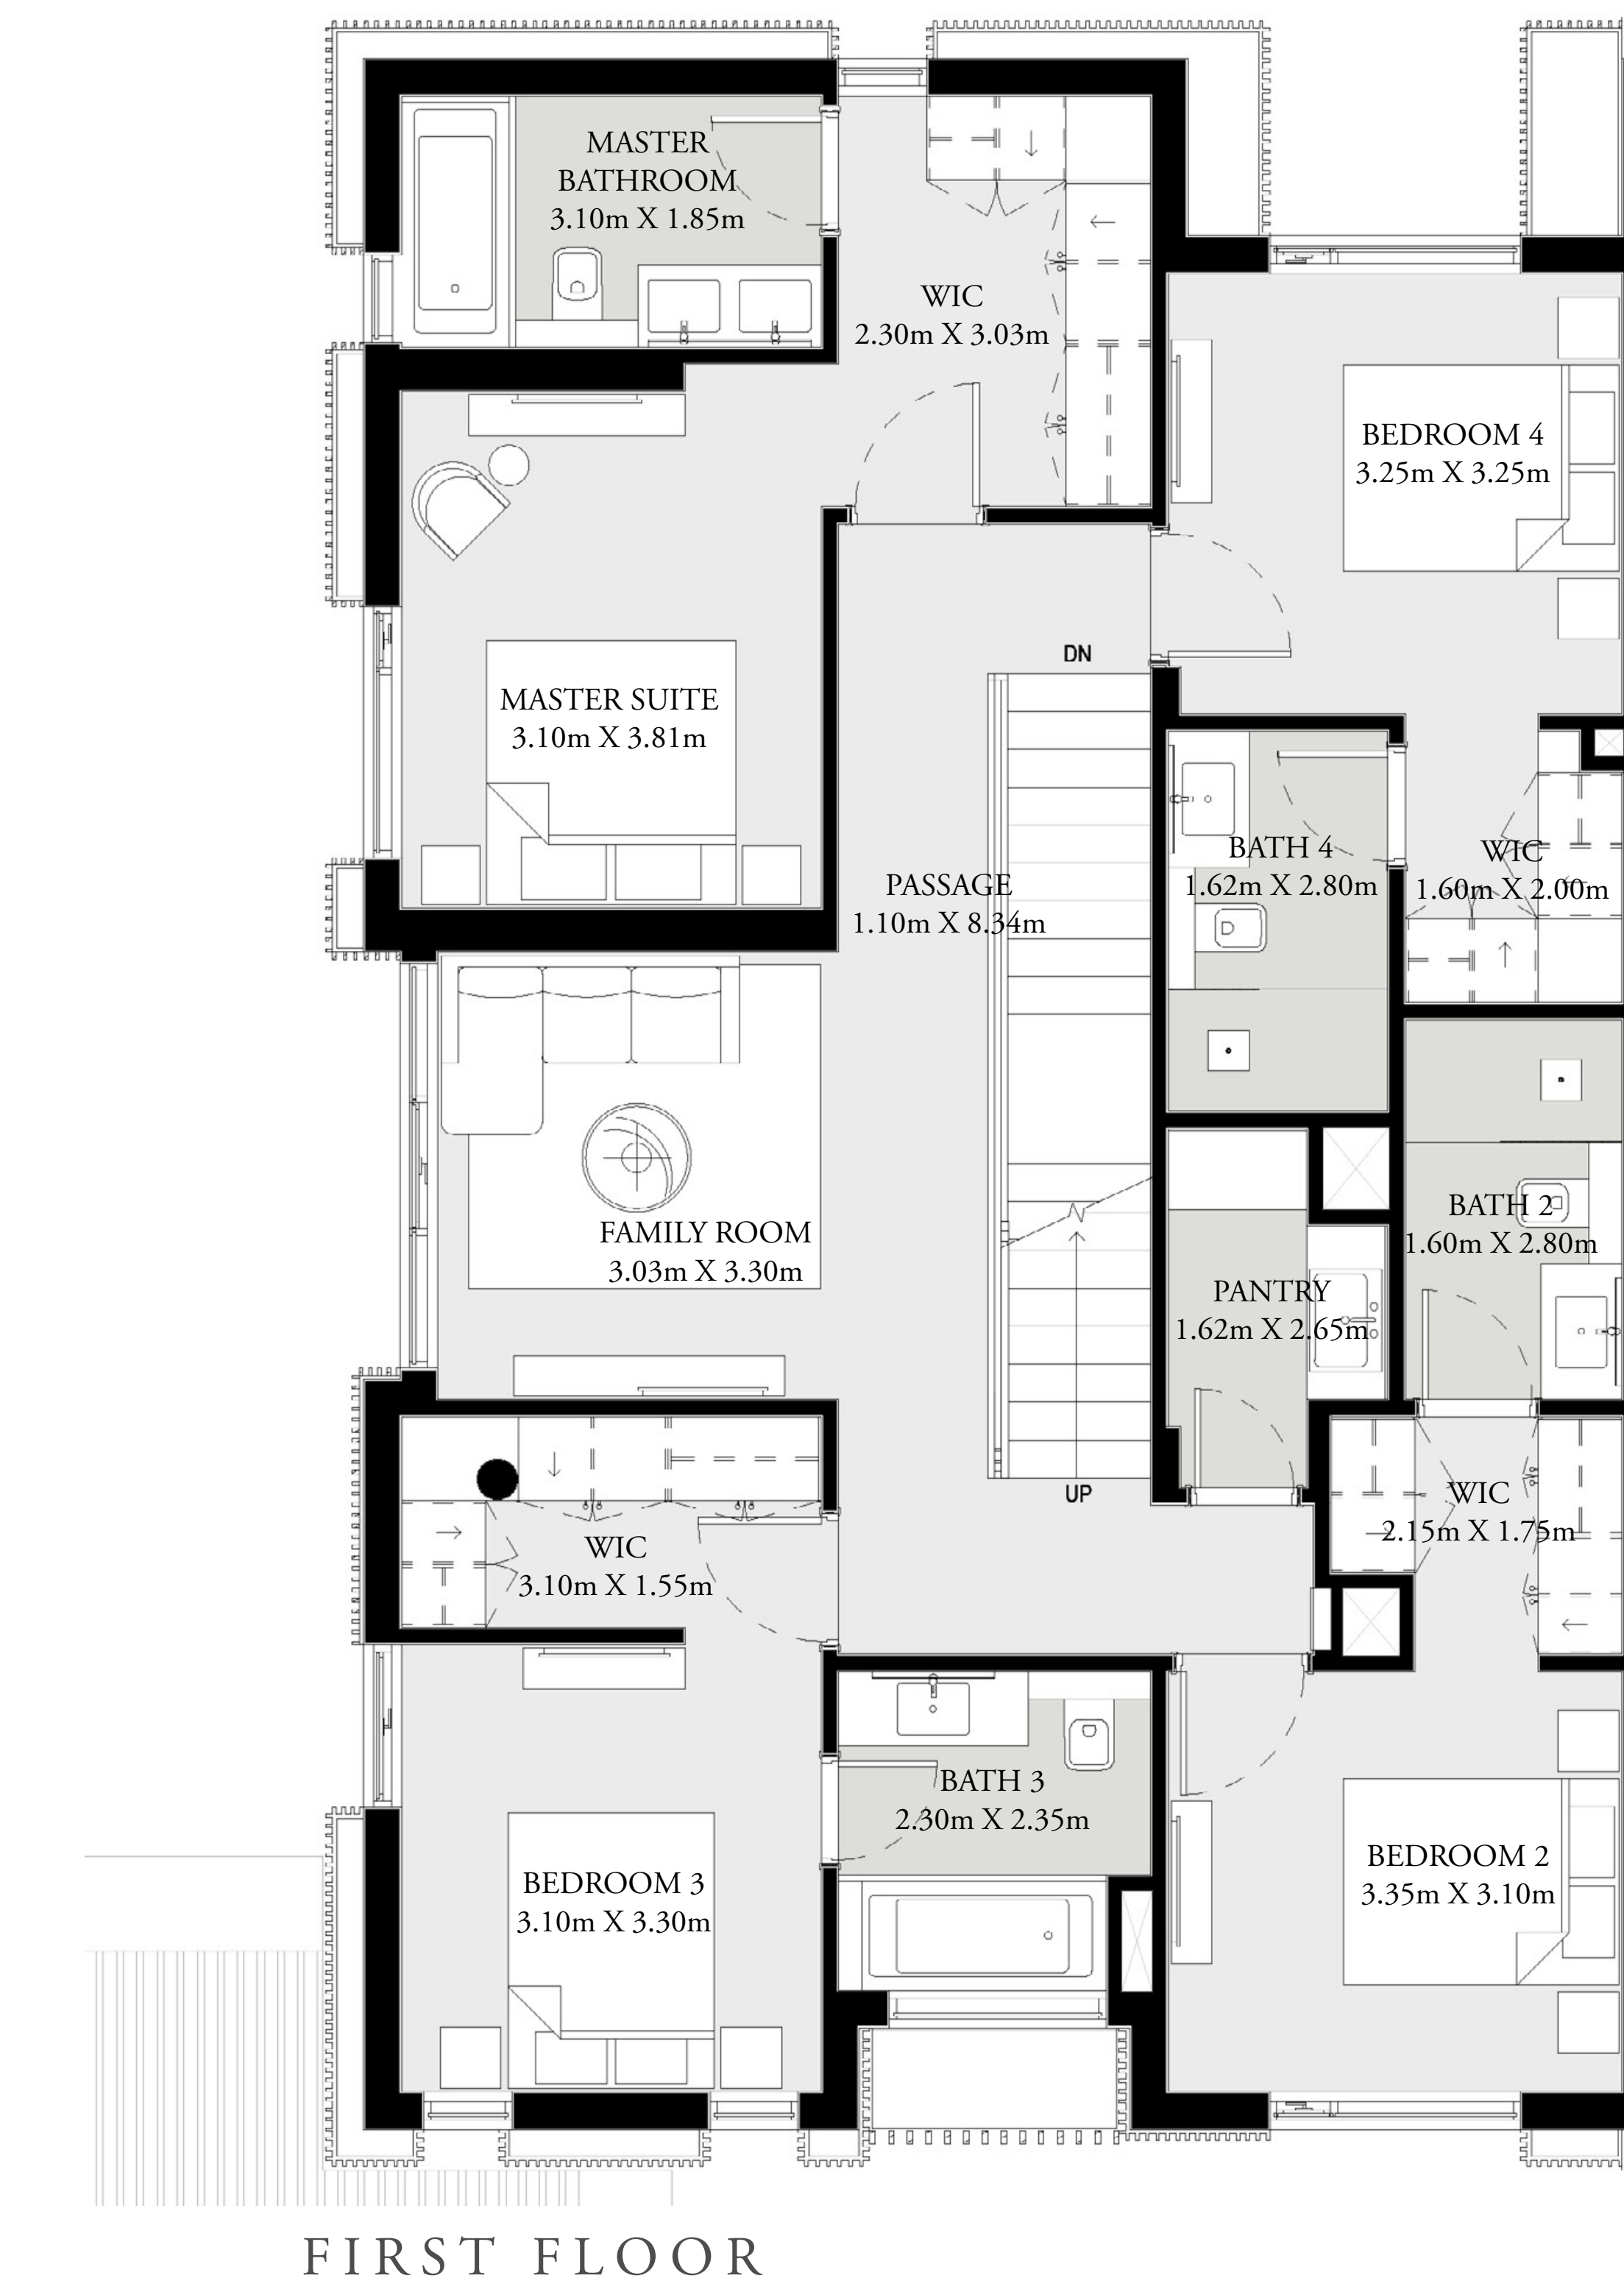 MASTER
BATHROOM
3.10m X 1.85m
WIC
2.30m X 3.03m
BEDROOM 4
3.25m X 3.25m
DN
MASTER SUITE
3.10m X 3.81m
PASSAGE
1.10m X 8.34m
BATH 4
1.62m X 2.80m
WIC
1.60m X 2.00m
FAMILY ROOM
3.03m X 3.30m
BATH 2
1.60m X 2.80m
PANTRY
1.62m X 2.65m
UP
WIC
2.15m X 1.75m
WIC
3.10m X 1.55m
BATH 3
2.30m X 2.35m
BEDROOM 3
3.10m X 3.30m
BEDROOM 2
3.35m X 3.10m
FIRST FLOOR